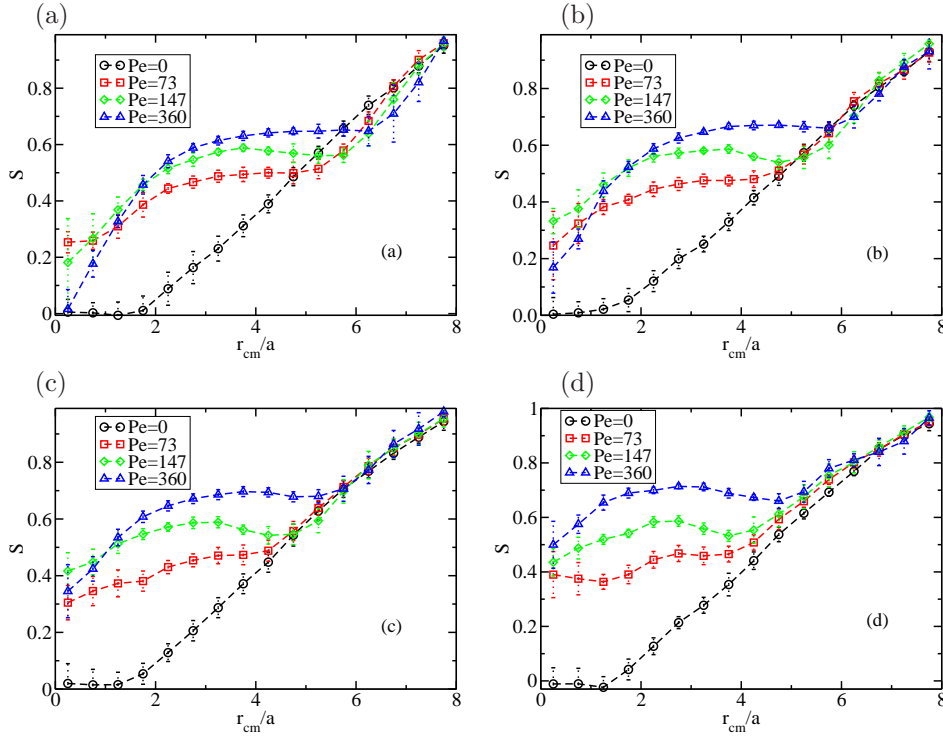 (a)
(b)
Pe=0
Pe=73
Pe=147
Pe=360
S
0.8
0.6
0.4
0.2
0
(a)
0 2 4 6 8
r_cm/a
Pe=0
Pe=73
Pe=147
Pe=360
S
0.8
0.6
0.4
0.2
0.0
(b)
0 2 4 6 8
r_cm/a
(c)
(d)
Pe=0
Pe=73
Pe=147
Pe=360
S
0.8
0.6
0.4
0.2
0
(c)
0 2 4 6 8
r_cm/a
Pe=0
Pe=73
Pe=147
Pe=360
S
1
0.8
0.6
0.4
0.2
0
(d)
0 2 4 6 8
r_cm/a